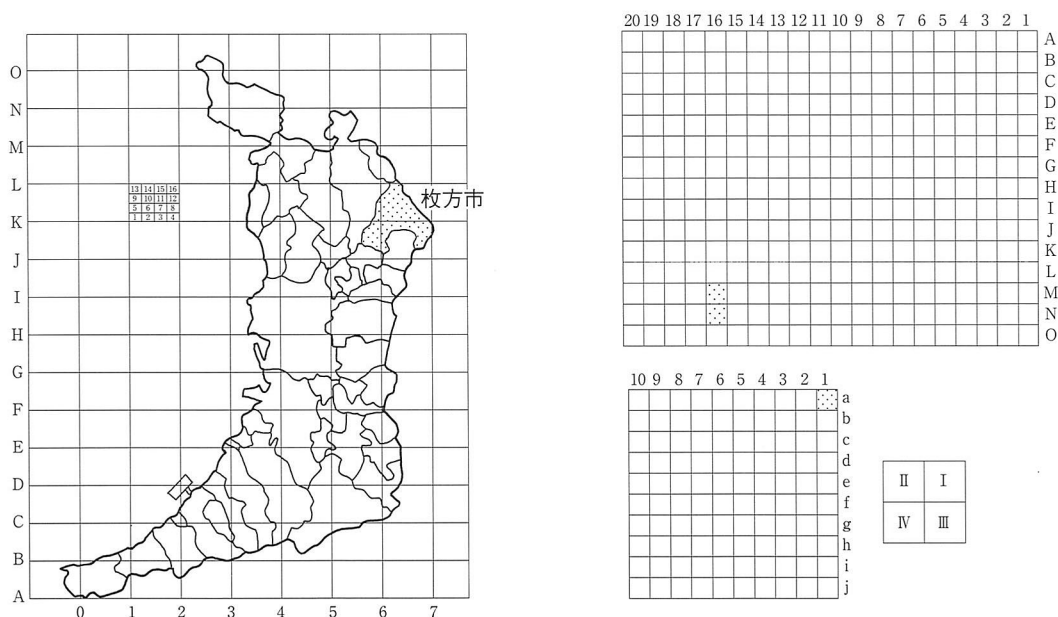 O
N
M
L
K
J
I
H
G
F
E
D
C
B
A
0 1 2 3 4 5 6 7
13 14 15 16
9 10 11 12
5 6 7 8
1 2 3 4
枚方市
20 19 18 17 16 15 14 13 12 11 10 9 8 7 6 5 4 3 2 1
A
B
C
D
E
F
G
H
I
J
K
L
M
N
O
10 9 8 7 6 5 4 3 2 1
a
b
c
d
e
f
g
h
i
j
Ⅱ Ⅰ
Ⅳ Ⅲ